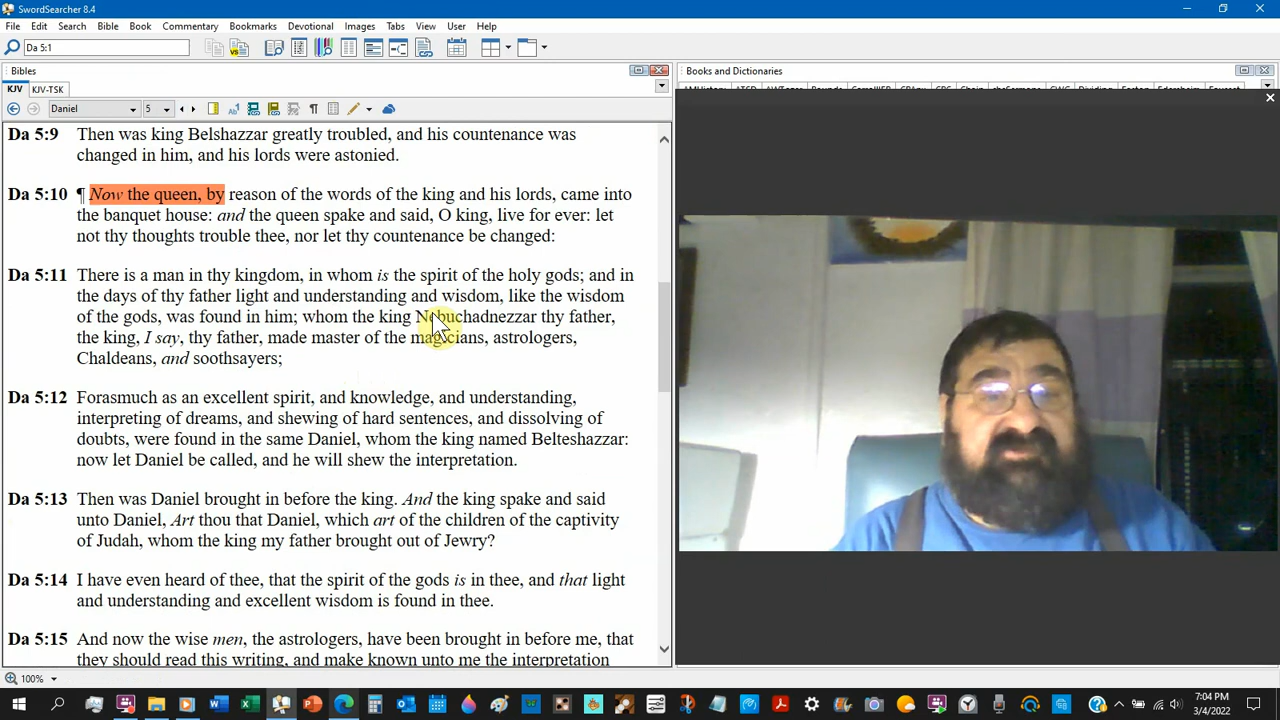 SwordSearcher 8.4
File Edit Search Bible Book Commentary Bookmarks Devotional Images Tabs View User Help
Da 5:1
Bibles
Books and Dictionaries
KJV KJV-TSK
Daniel 5
Da 5:9 Then was king Belshazzar greatly troubled, and his countenance was
changed in him, and his lords were astonied.
Da 5:10 ¶ Now the queen, by reason of the words of the king and his lords, came into
the banquet house: and the queen spake and said, O king, live for ever: let
not thy thoughts trouble thee, nor let thy countenance be changed:
Da 5:11 There is a man in thy kingdom, in whom is the spirit of the holy gods; and in
the days of thy father light and understanding and wisdom, like the wisdom
of the gods, was found in him; whom the king Nebuchadnezzar thy father,
the king, I say, thy father, made master of the magicians, astrologers,
Chaldeans, and soothsayers;
Da 5:12 Forasmuch as an excellent spirit, and knowledge, and understanding,
interpreting of dreams, and shewing of hard sentences, and dissolving of
doubts, were found in the same Daniel, whom the king named Belteshazzar:
now let Daniel be called, and he will shew the interpretation.
Da 5:13 Then was Daniel brought in before the king. And the king spake and said
unto Daniel, Art thou that Daniel, which art of the children of the captivity
of Judah, whom the king my father brought out of Jewry?
Da 5:14 I have even heard of thee, that the spirit of the gods is in thee, and that light
and understanding and excellent wisdom is found in thee.
Da 5:15 And now the wise men, the astrologers, have been brought in before me, that
they should read this writing, and make known unto me the interpretation
100%
7:04 PM
3/4/2022